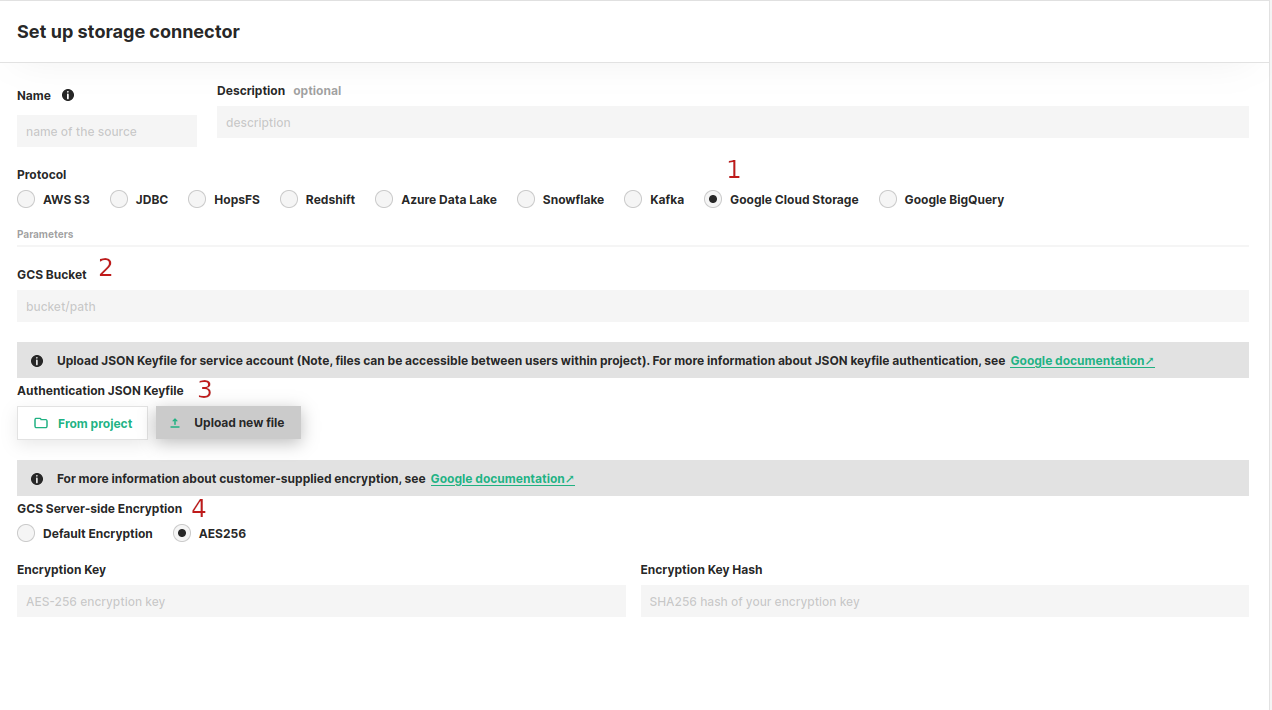 Set up storage connector
Name
Description optional
name of the source
description
Protocol
1
AWS S3 JDBC HopsFS Redshift Azure Data Lake Snowflake Kafka Google Cloud Storage Google BigQuery
Parameters
GCS Bucket 2
bucket/path
Upload JSON Keyfile for service account (Note, files can be accessible between users within project). For more information about JSON keyfile authentication, see Google documentation↗
Authentication JSON Keyfile 3
From project Upload new file
For more information about customer-supplied encryption, see Google documentation↗
GCS Server-side Encryption 4
Default Encryption AES256
Encryption Key Encryption Key Hash
AES-256 encryption key SHA256 hash of your encryption key